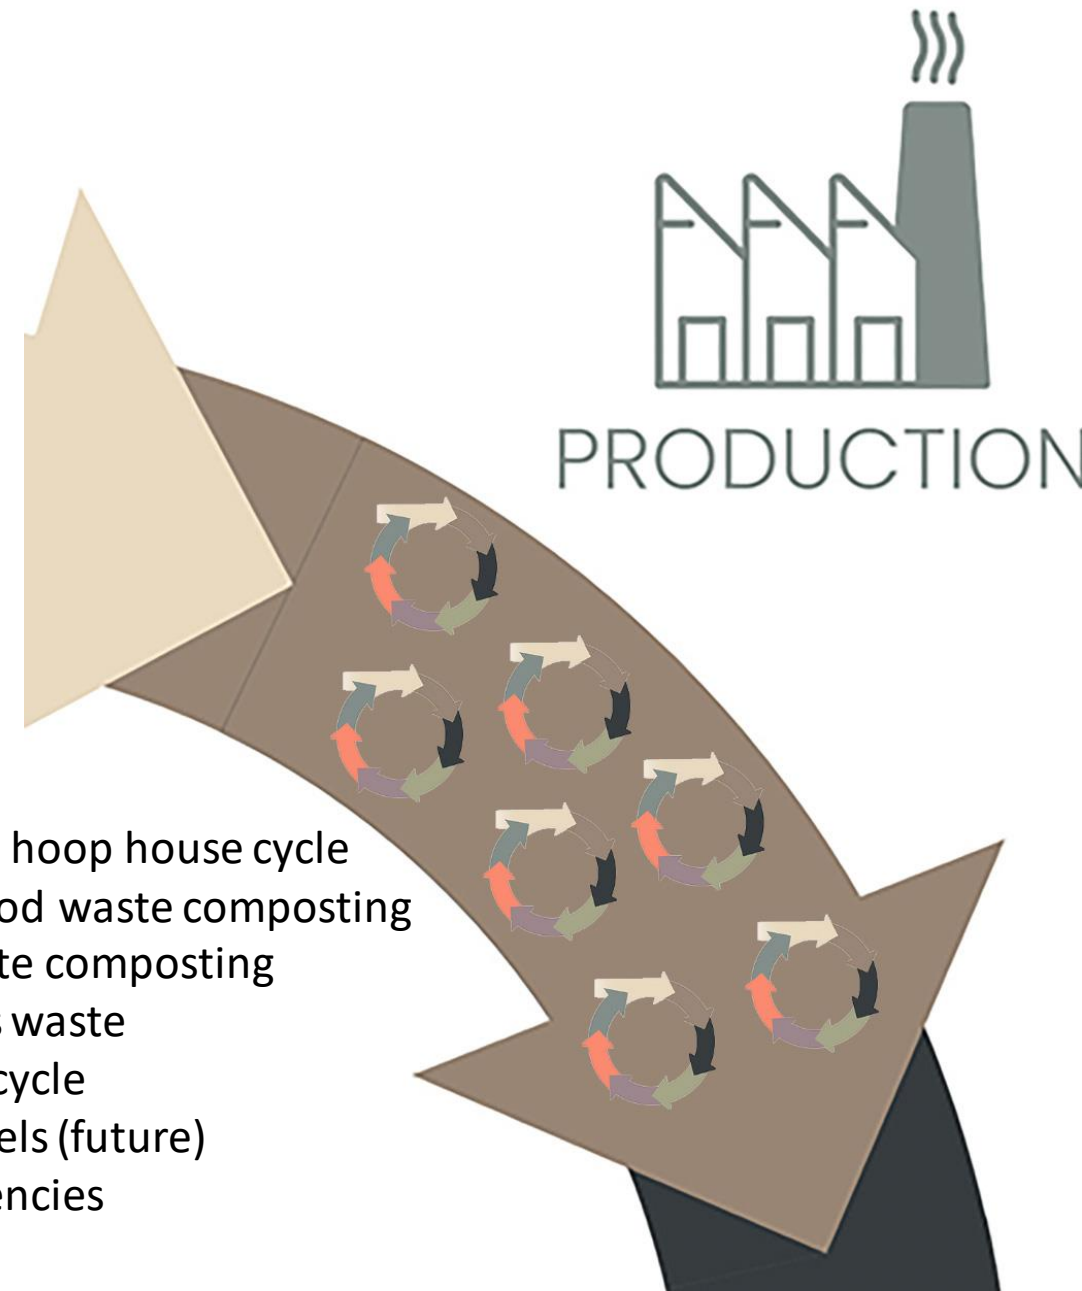 PRODUCTION
hoop house cycle
od waste composting
te composting
s waste
cycle
els (future)
encies